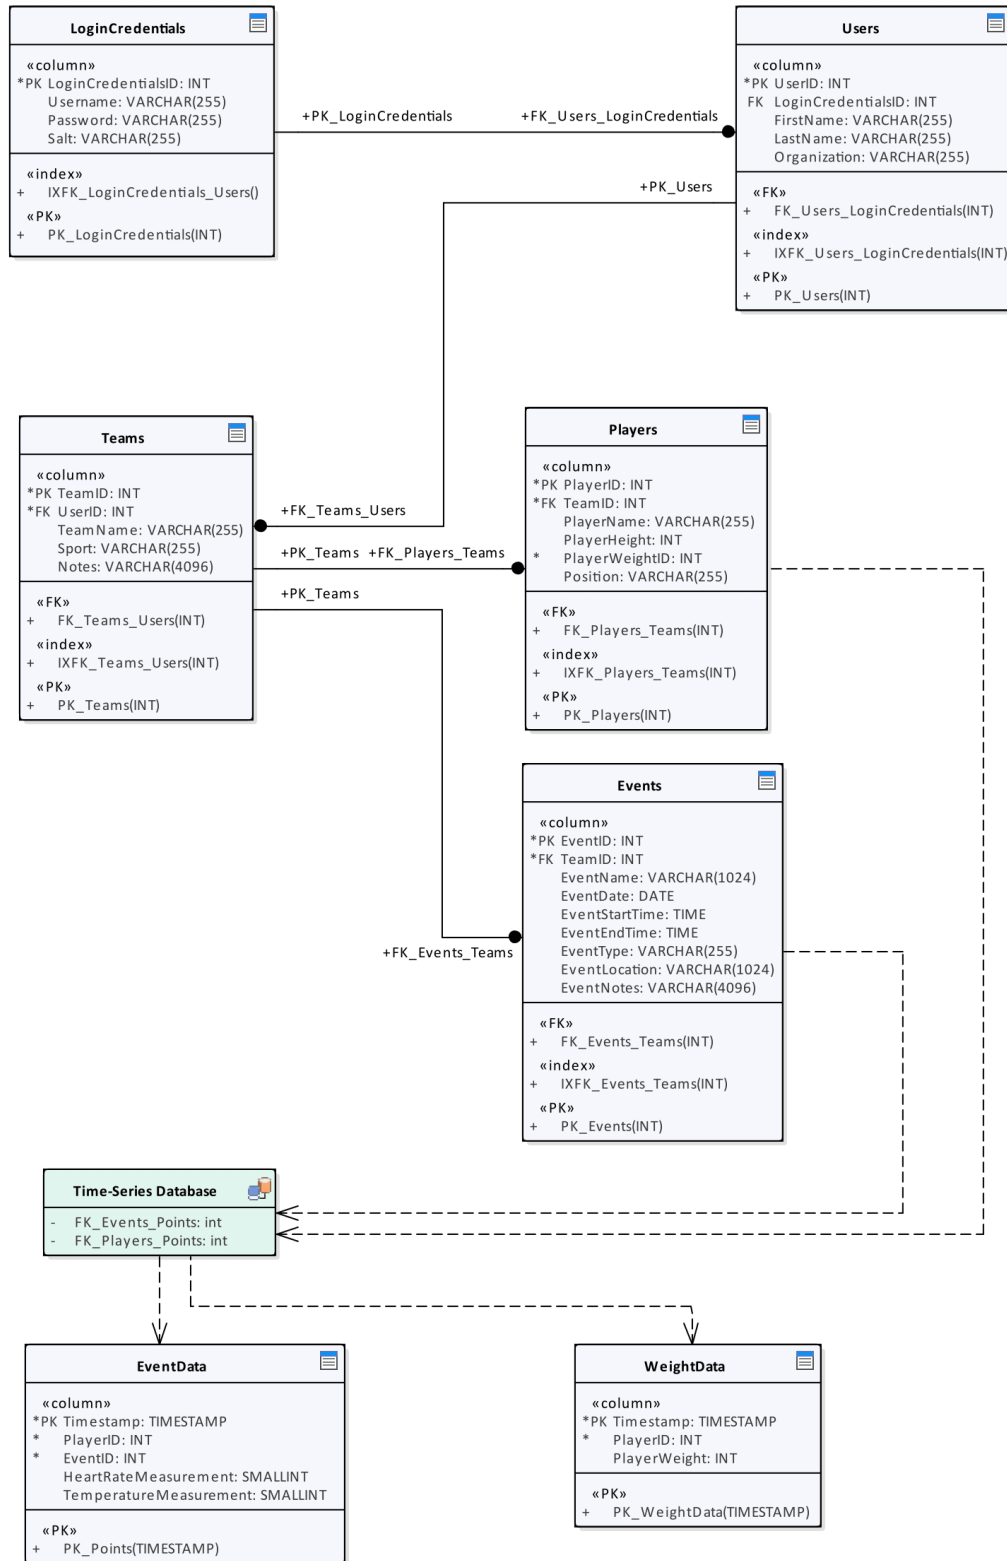 LoginCredentials
«column»
*PK LoginCredentialsID: INT
Username: VARCHAR(255)
Password: VARCHAR(255)
Salt: VARCHAR(255)
«index»
+ IXFK_LoginCredentials_Users()
«PK»
+ PK_LoginCredentials(INT)
+PK_LoginCredentials
+FK_Users_LoginCredentials
Users
«column»
*PK UserID: INT
FK LoginCredentialsID: INT
FirstName: VARCHAR(255)
LastName: VARCHAR(255)
Organization: VARCHAR(255)
«FK»
+ FK_Users_LoginCredentials(INT)
«index»
+ IXFK_Users_LoginCredentials(INT)
«PK»
+ PK_Users(INT)
+PK_Users
Teams
«column»
*PK TeamID: INT
*FK UserID: INT
TeamName: VARCHAR(255)
Sport: VARCHAR(255)
Notes: VARCHAR(4096)
«FK»
+ FK_Teams_Users(INT)
«index»
+ IXFK_Teams_Users(INT)
«PK»
+ PK_Teams(INT)
+FK_Teams_Users
+PK_Teams +FK_Players_Teams
+PK_Teams
Players
«column»
*PK PlayerID: INT
*FK TeamID: INT
PlayerName: VARCHAR(255)
PlayerHeight: INT
* PlayerWeightID: INT
Position: VARCHAR(255)
«FK»
+ FK_Players_Teams(INT)
«index»
+ IXFK_Players_Teams(INT)
«PK»
+ PK_Players(INT)
Events
«column»
*PK EventID: INT
*FK TeamID: INT
EventName: VARCHAR(1024)
EventDate: DATE
EventStartTime: TIME
EventEndTime: TIME
EventType: VARCHAR(255)
EventLocation: VARCHAR(1024)
EventNotes: VARCHAR(4096)
«FK»
+ FK_Events_Teams(INT)
«index»
+ IXFK_Events_Teams(INT)
«PK»
+ PK_Events(INT)
+FK_Events_Teams
Time-Series Database
- FK_Events_Points: int
- FK_Players_Points: int
EventData
«column»
*PK Timestamp: TIMESTAMP
* PlayerID: INT
* EventID: INT
HeartRateMeasurement: SMALLINT
TemperatureMeasurement: SMALLINT
«PK»
+ PK_Points(TIMESTAMP)
WeightData
«column»
*PK Timestamp: TIMESTAMP
* PlayerID: INT
PlayerWeight: INT
«PK»
+ PK_WeightData(TIMESTAMP)